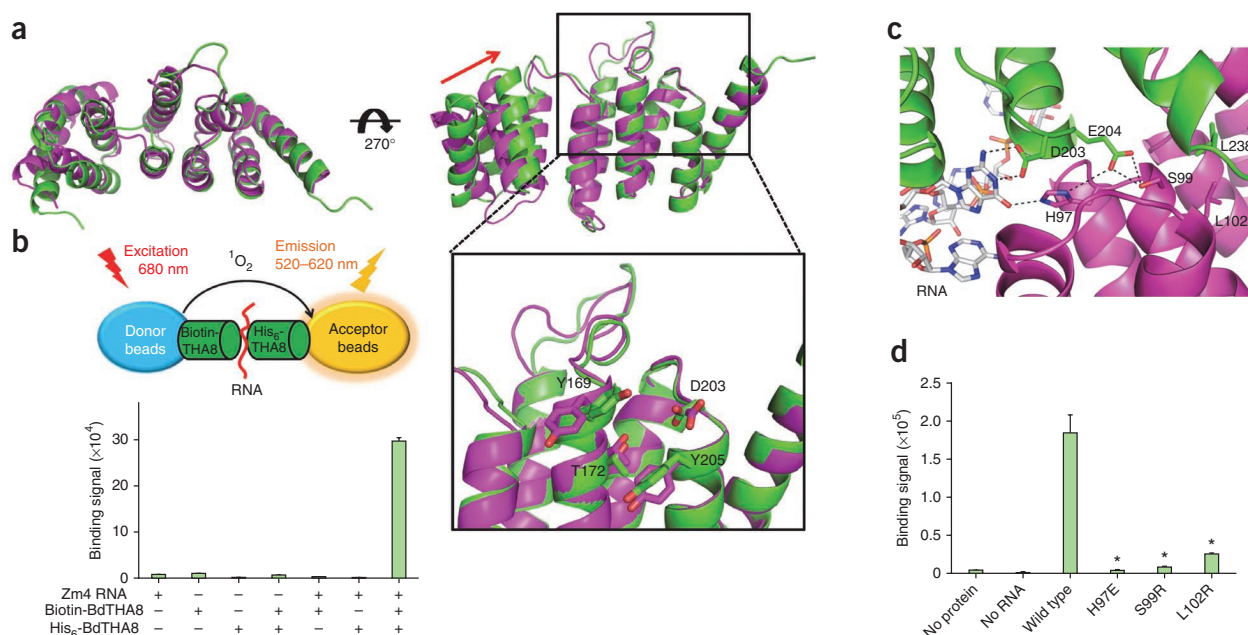 a
270°
Y169
D203
T172
Y205
b
Excitation
680 nm
¹O₂
Emission
520–620 nm
Donor
beads
Biotin-
THA8
His₆-
THA8
Acceptor
beads
RNA
Binding signal (×10⁴)
30
20
10
0
Zm4 RNA + – – – + + +
Biotin-BdTHA8 – + – + + – +
His₆-BdTHA8 – – + + – + +
c
E204
D203
L238
S99
H97
L102
RNA
d
Binding signal (×10⁵)
2.5
2.0
1.5
1.0
0.5
0
* * *
No protein
No RNA
Wild type
H97E
S99R
L102R